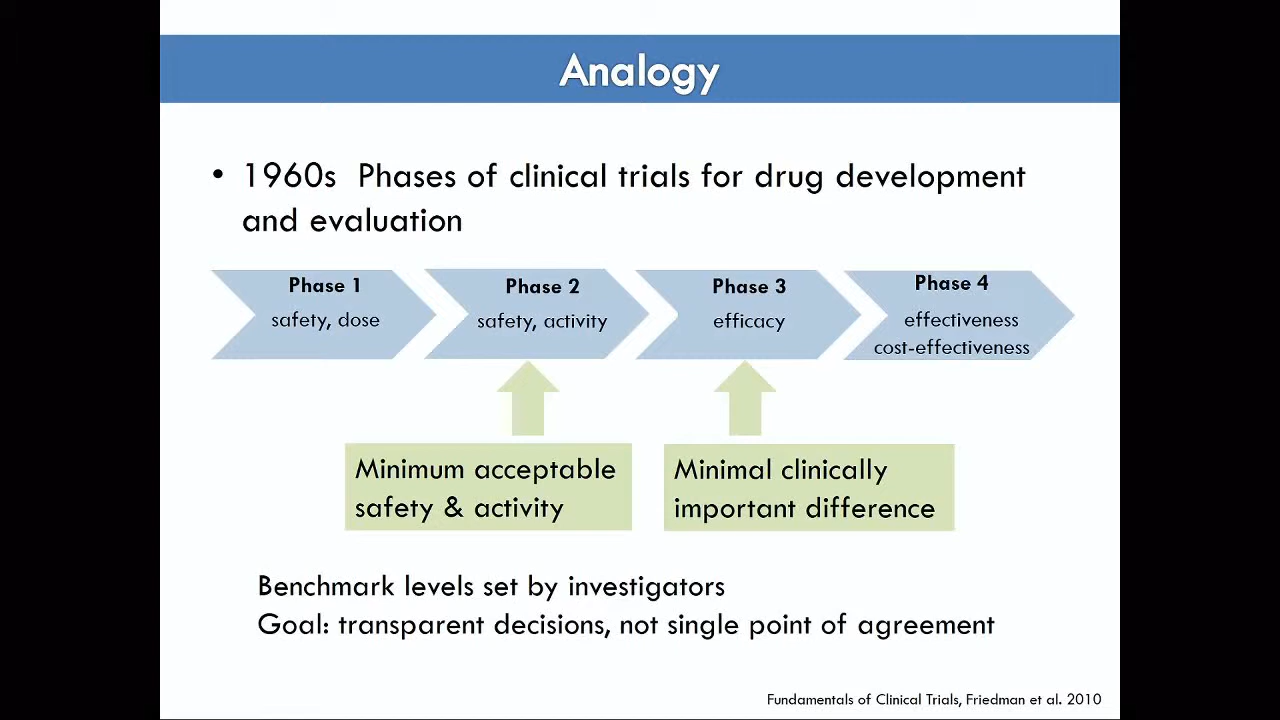 Analogy
• 1960s  Phases of clinical trials for drug development
and evaluation
Phase 1
safety, dose
Phase 2
safety, activity
Phase 3
efficacy
Phase 4
effectiveness
cost-effectiveness
Minimum acceptable
safety & activity
Minimal clinically
important difference
Benchmark levels set by investigators
Goal: transparent decisions, not single point of agreement
Fundamentals of Clinical Trials, Friedman et al. 2010